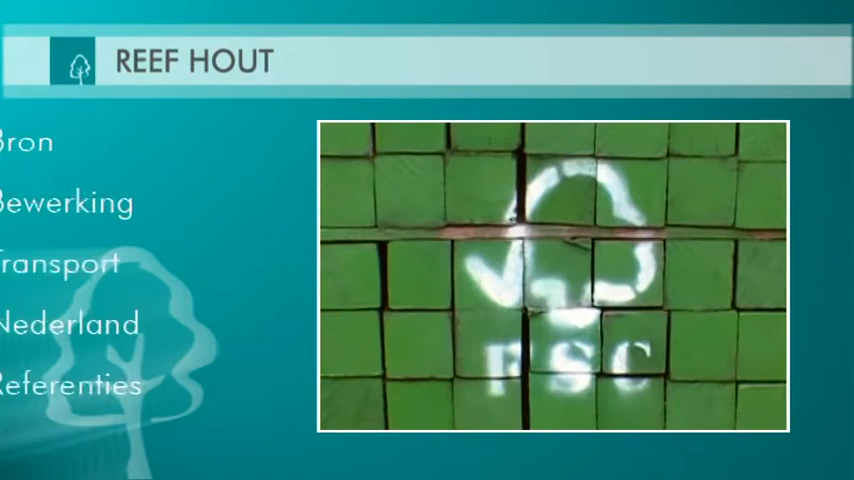 REEF HOUT
Bron
Bewerking
Transport
Nederland
Referenties
FSC